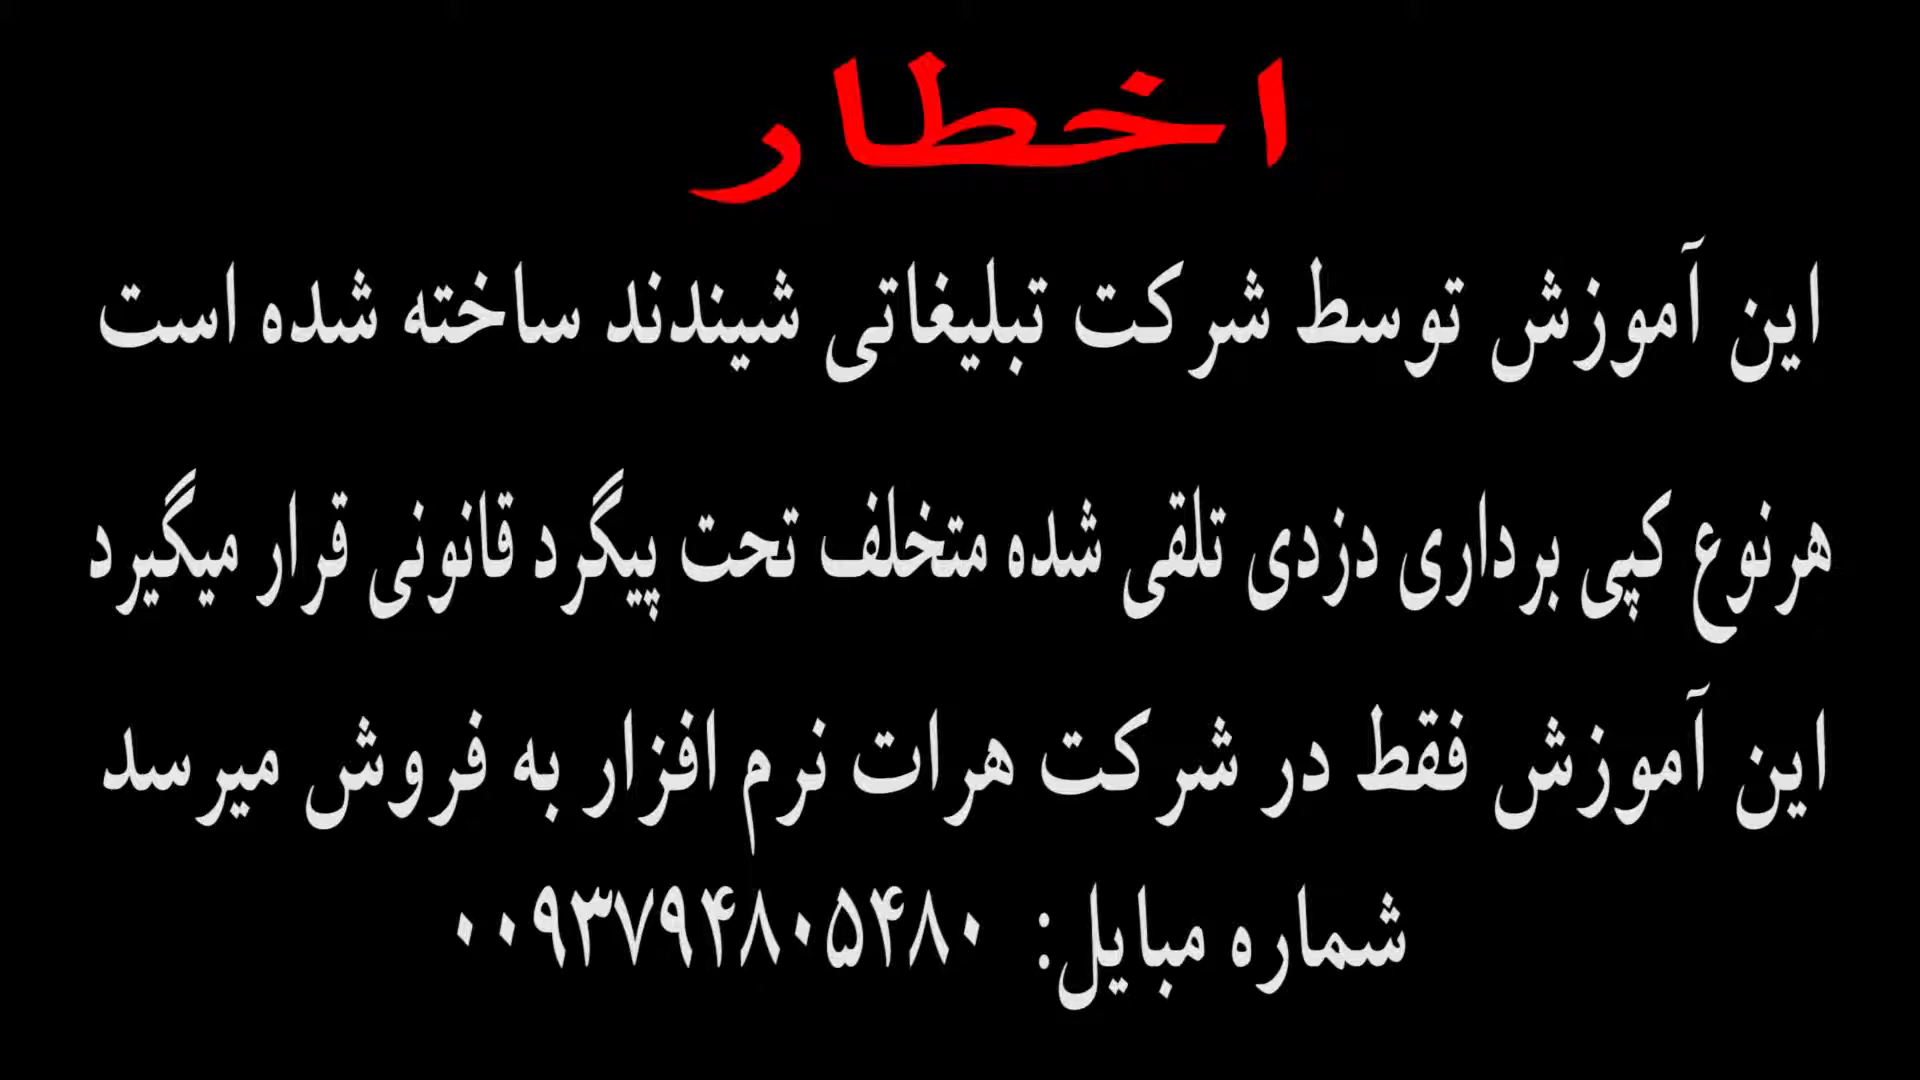 اخطار
این آموزش توسط شرکت تبلیغاتی شیندند ساخته شده است
هرنوع کپی برداری دزدی تلقی شده متخلف تحت پیگرد قانونی قرار میگیرد
این آموزش فقط در شرکت هرات نرم افزار به فروش میرسد
شماره مبایل: ۰۰۹۳۷۹۴۸۰۵۴۸۰